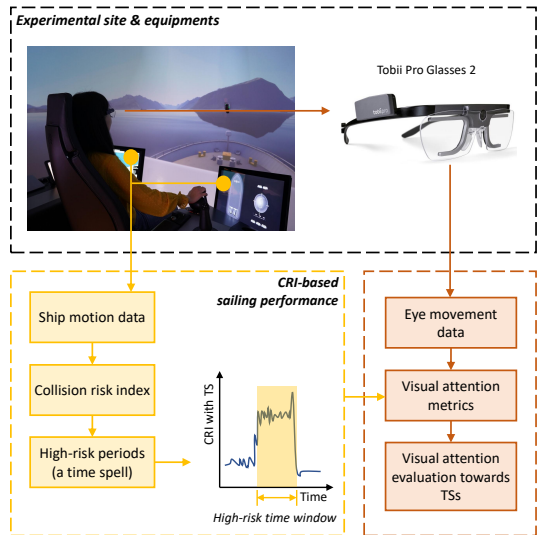 Experimental site & equipments
Tobii Pro Glasses 2
CRI-based
sailing performance
Ship motion data
Collision risk index
High-risk periods
(a time spell)
CRI with TS
Time
High-risk time window
Eye movement
data
Visual attention
metrics
Visual attention
evaluation towards
TSs